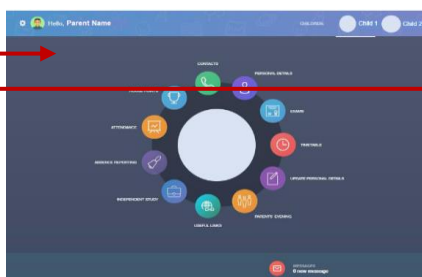 Hello, Parent Name
CHILDREN:
Child 1
Child 2
CONTACTS
PERSONAL DETAILS
EXAMS
TIMETABLE
UPDATE PERSONAL DETAILS
PARENTS' EVENING
USEFUL LINKS
INDEPENDENT STUDY
ABSENCE REPORTING
ATTENDANCE
MESSAGES
0 new message